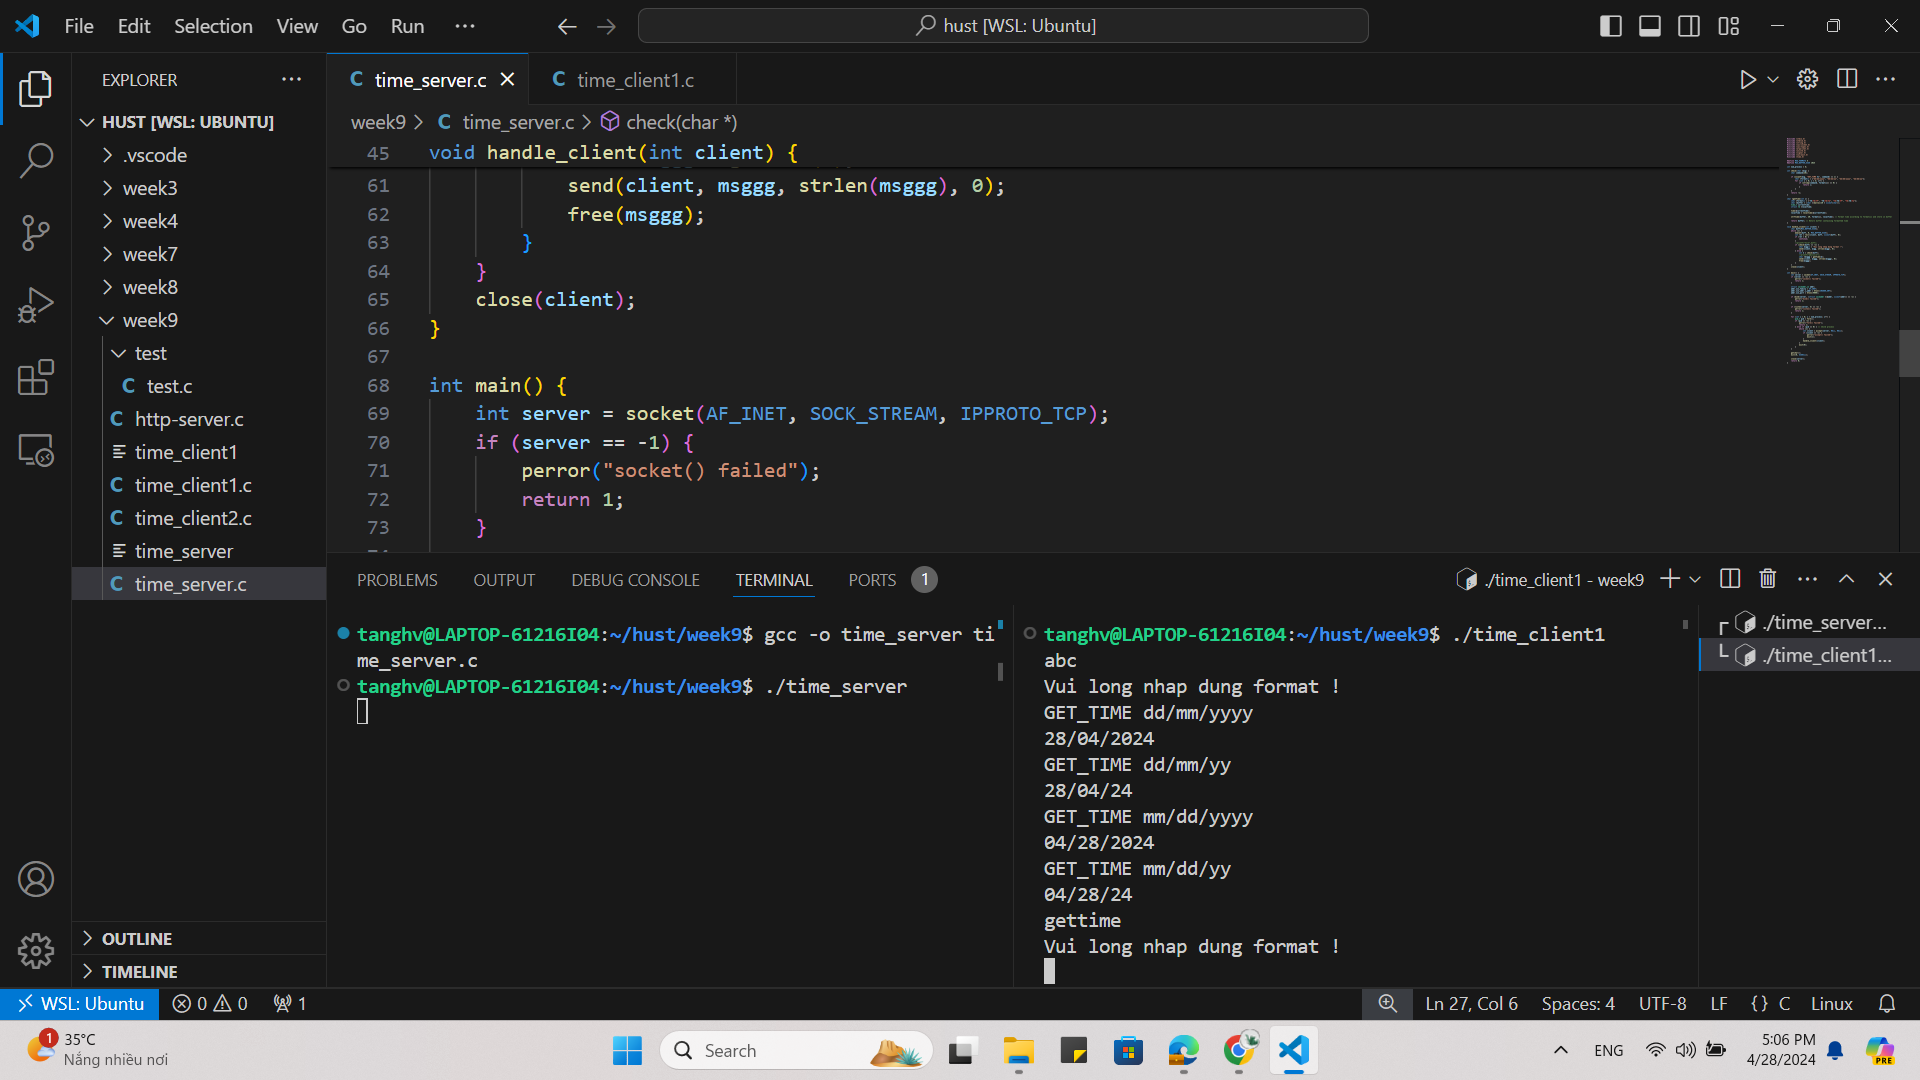 File Edit Selection View Go Run ··· hust [WSL: Ubuntu]
EXPLORER ···
HUST [WSL: UBUNTU]
.vscode
week3
week4
week7
week8
week9
test
C test.c
C http-server.c
time_client1
C time_client1.c
C time_client2.c
time_server
C time_server.c
OUTLINE
TIMELINE
C time_server.c C time_client1.c
week9 > C time_server.c > check(char *)
45 void handle_client(int client) {
61 send(client, msggg, strlen(msggg), 0);
62 free(msggg);
63 }
64 }
65 close(client);
66 }
67
68 int main() {
69 int server = socket(AF_INET, SOCK_STREAM, IPPROTO_TCP);
70 if (server == -1) {
71 perror("socket() failed");
72 return 1;
73 }
PROBLEMS OUTPUT DEBUG CONSOLE TERMINAL PORTS 1 ./time_client1 - week9
tanghv@LAPTOP-61216I04:~/hust/week9$ gcc -o time_server ti
me_server.c
tanghv@LAPTOP-61216I04:~/hust/week9$ ./time_server
tanghv@LAPTOP-61216I04:~/hust/week9$ ./time_client1
abc
Vui long nhap dung format !
GET_TIME dd/mm/yyyy
28/04/2024
GET_TIME dd/mm/yy
28/04/24
GET_TIME mm/dd/yyyy
04/28/2024
GET_TIME mm/dd/yy
04/28/24
gettime
Vui long nhap dung format !
./time_server...
./time_client1...
WSL: Ubuntu 0 0 1 Ln 27, Col 6 Spaces: 4 UTF-8 LF {} C Linux
1 35°C
Nắng nhiều nơi
Search
ENG
5:06 PM
4/28/2024
PRE